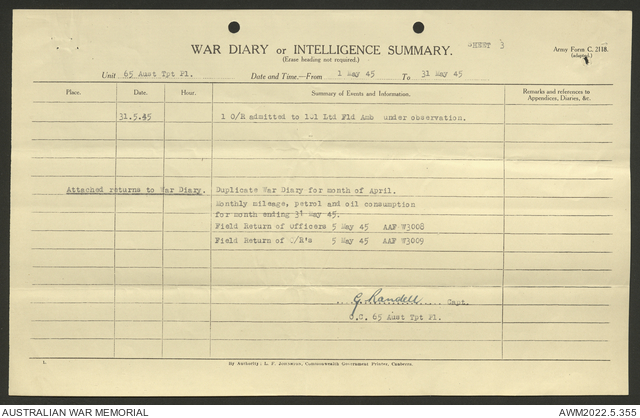 WAR DIARY or INTELLIGENCE SUMMARY.
SHEET 3
Army Form C. 2118.
(adapted.)
(Erase heading not required.)
Unit 65 Aust Tpt Pl. Date and Time.—From 1 May 45 To 31 May 45
Place. Date. Hour. Summary of Events and Information. Remarks and references to Appendices, Diaries, &c.
31.5.45 1 O/R admitted to 101 Ltd Fld Amb under observation.
Attached returns to War Diary. Duplicate War Diary for month of April.
Monthly mileage, petrol and oil consumption
for month ending 31 May 45.
Field Return of Officers 5 May 45 AAF W3008
Field Return of O/R's 5 May 45 AAF W3009
G. Randell Capt.
O.C. 65 Aust Tpt Pl.
1. By Authority: L. F. Johnston, Commonwealth Government Printer, Canberra.
AUSTRALIAN WAR MEMORIAL AWM2022.5.355